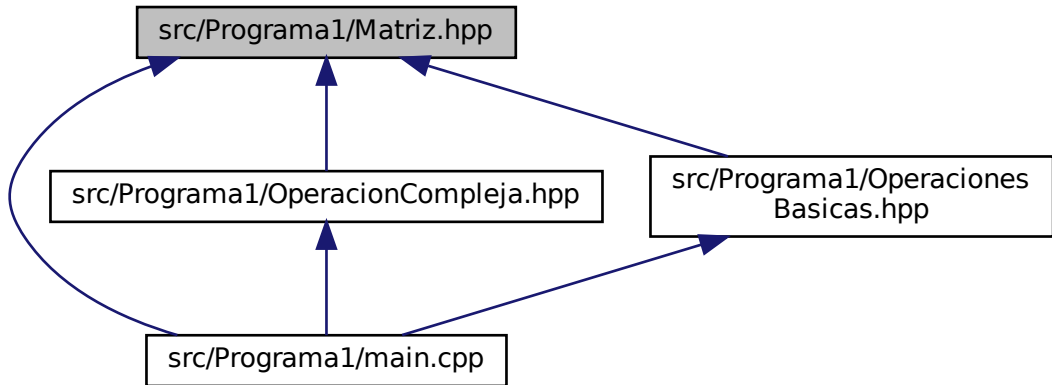 src/Programa1/Matriz.hpp
src/Programa1/OperacionCompleja.hpp
src/Programa1/Operaciones
Basicas.hpp
src/Programa1/main.cpp